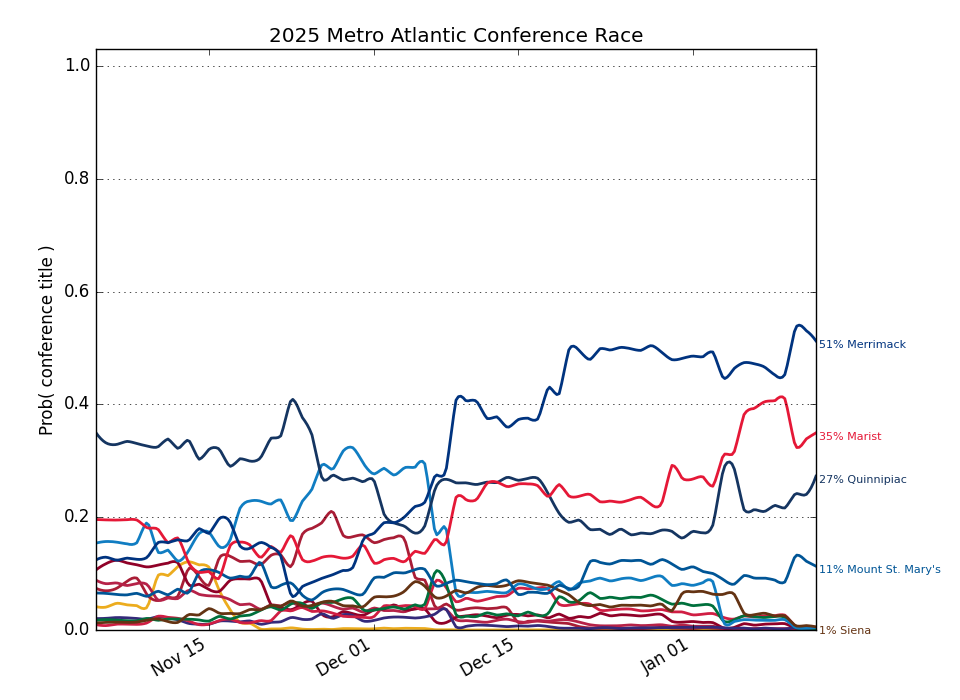 2025 Metro Atlantic Conference Race
Prob( conference title )
1.0
0.8
0.6
0.4
0.2
0.0
51% Merrimack
35% Marist
27% Quinnipiac
11% Mount St. Mary's
1% Siena
Nov 15
Dec 01
Dec 15
Jan 01